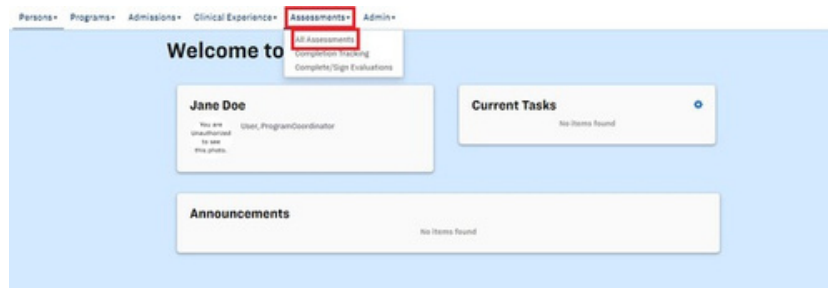 Persons Programs Admissions Clinical Experience Assessments Admin
All Assessments
Completion Tracking
Complete/Sign Evaluations
Welcome to
Jane Doe
You are
Unauthorized
to see
this photo.
User, ProgramCoordinator
Current Tasks
No items found
Announcements
No items found